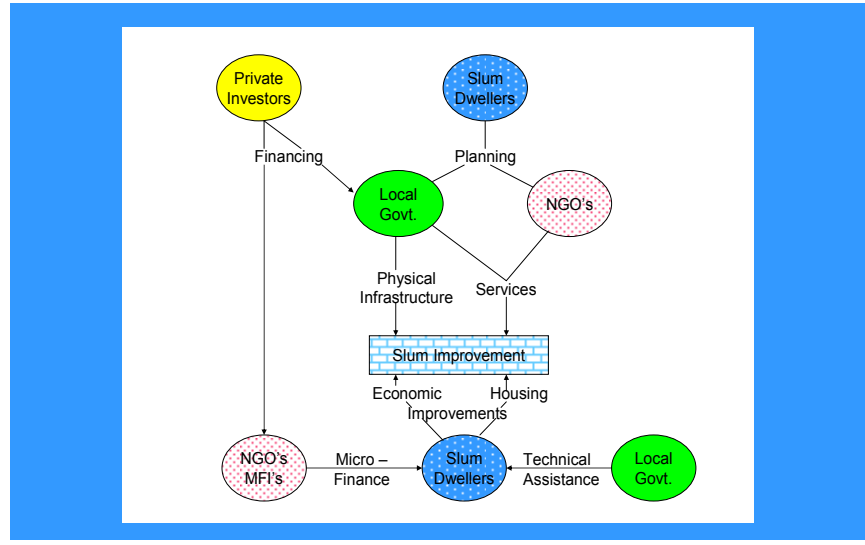 Private
Investors
Slum
Dwellers
Financing
Planning
Local
Govt.
NGO's
Physical
Infrastructure
Services
Slum Improvement
Economic
Housing
Improvements
NGO's
MFI's
Micro –
Finance
Slum
Dwellers
Technical
Assistance
Local
Govt.